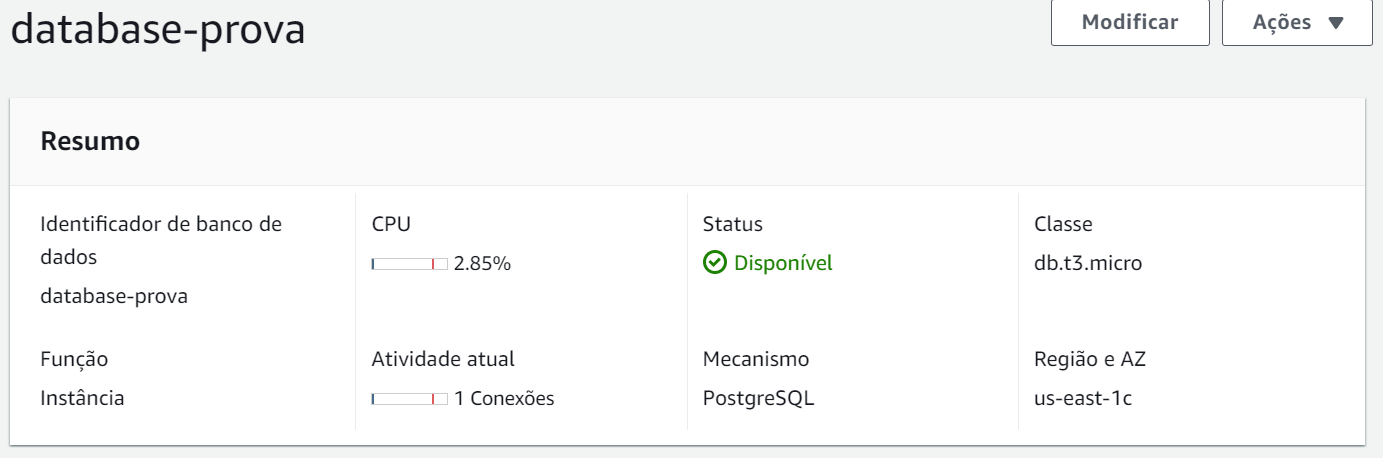 database-prova
Modificar
Ações
Resumo
Identificador de banco de
dados
database-prova
CPU
2.85%
Status
Disponível
Classe
db.t3.micro
Função
Instância
Atividade atual
1 Conexões
Mecanismo
PostgreSQL
Região e AZ
us-east-1c